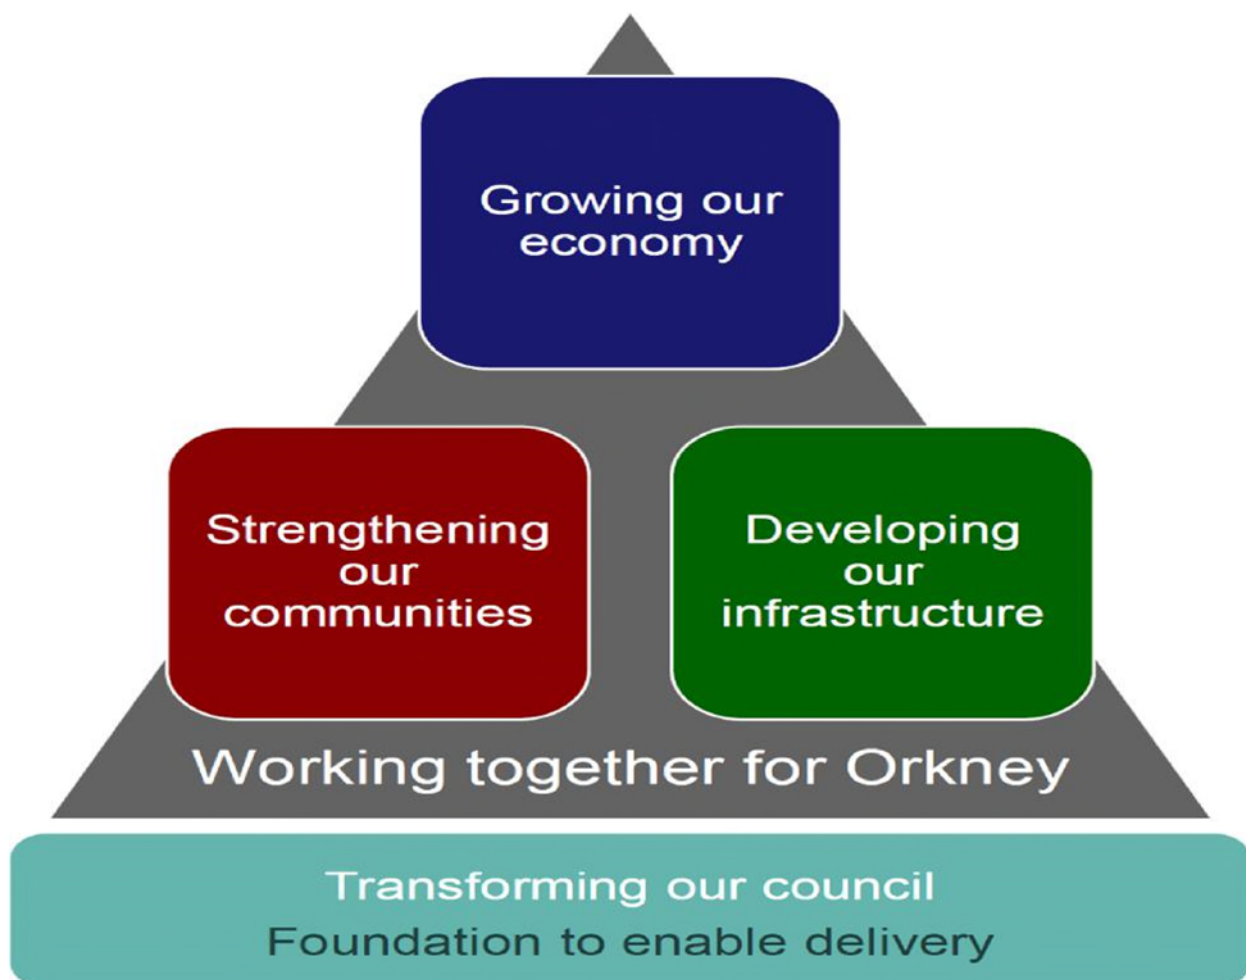 Growing our
economy
Strengthening
our
communities
Developing
our
infrastructure
Working together for Orkney
Transforming our council
Foundation to enable delivery